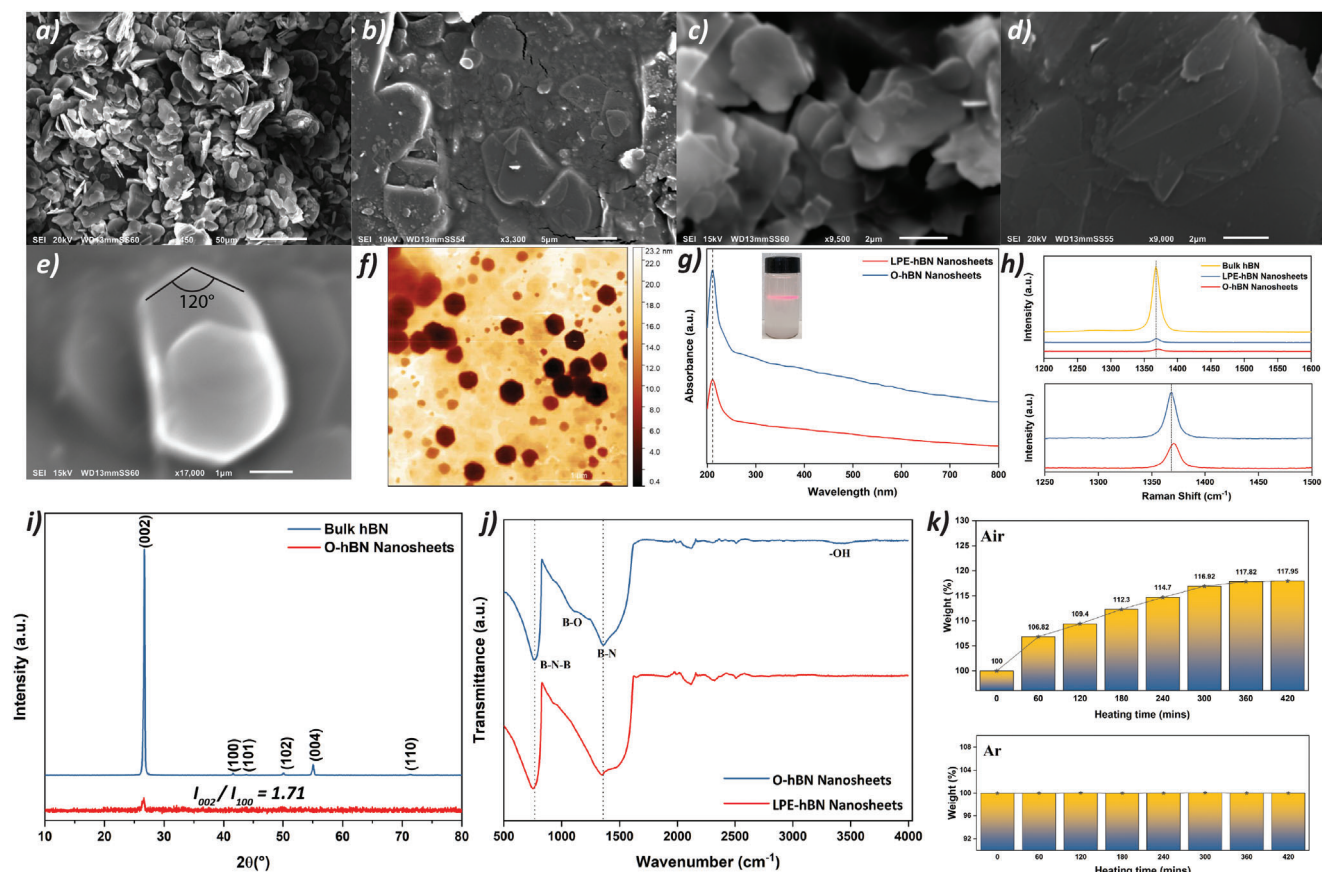 a)
SEI 20kV WD13mmSS60 450 50µm
b)
SEI 10kV WD13mmSS54 x3,300 5µm
c)
SEI 15kV WD13mmSS60 x9,500 2µm
d)
SEI 20kV WD13mmSS55 x9,000 2µm
e)
120°
SEI 15kV WD13mmSS60 x17,000 1µm
f)
23.2 nm
20.0
18.0
16.0
14.0
12.0
10.0
8.0
6.0
4.0
2.0
0.4
g)
LPE-hBN Nanosheets
O-hBN Nanosheets
Absorbance (a.u.)
200 300 400 500 600 700 800
Wavelength (nm)
h)
Bulk hBN
LPE-hBN Nanosheets
O-hBN Nanosheets
Intensity (a.u.)
1200 1250 1300 1350 1400 1450 1500 1550 1600
Intensity (a.u.)
1250 1300 1350 1400 1450 1500
Raman Shift (cm⁻¹)
i)
Bulk hBN
O-hBN Nanosheets
(002)
(100)
(101)
(102)
(004)
(110)
I₀₀₂ / I₁₀₀ = 1.71
Intensity (a.u.)
10 20 30 40 50 60 70 80
2θ(°)
j)
-OH
B-O
B-N-B
B-N
O-hBN Nanosheets
LPE-hBN Nanosheets
Transmittance (a.u.)
500 1000 1500 2000 2500 3000 3500 4000
Wavenumber (cm⁻¹)
k)
Air
Weight (%)
130
125
120
115
110
105
100
100 106.82 109.4 112.3 114.7 116.92 117.82 117.95
0 60 120 180 240 300 360 420
Heating time (mins)
Ar
Weight (%)
108
104
100
96
92
0 60 120 180 240 300 360 420
Heating time (mins)